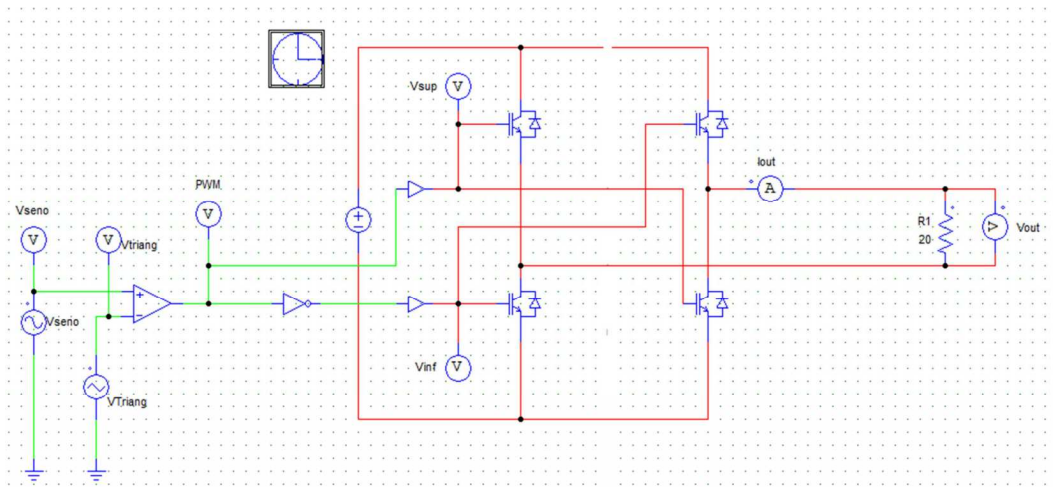 Vsup
V
Iout
A
PWM
V
Vseno
V
V
Vtriang
R1
20
V
Vout
Vseno
Vinf
V
VTriang